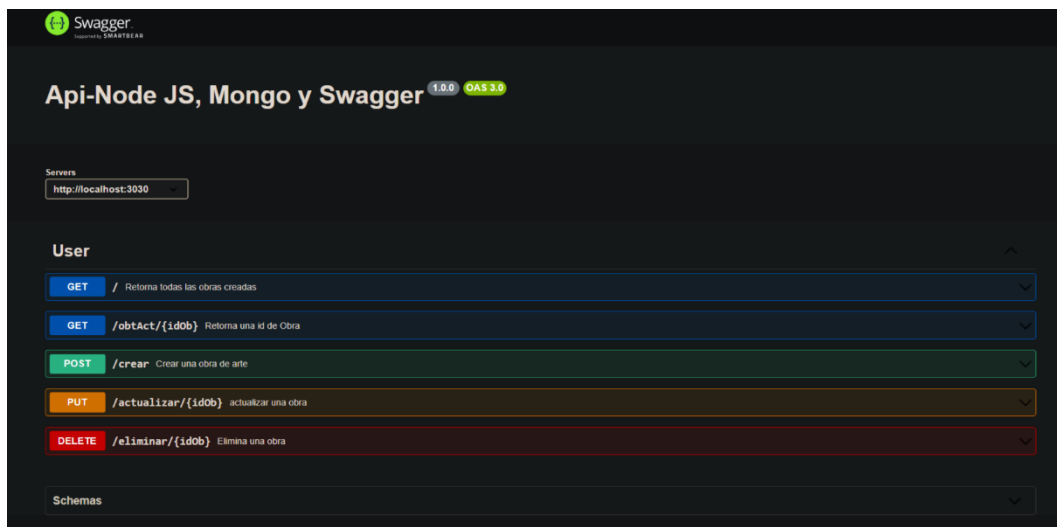 Swagger.
Supported by SMARTBEAR
Api-Node JS, Mongo y Swagger 1.0.0 OAS 3.0
Servers
http://localhost:3030
User
GET / Retorna todas las obras creadas
GET /obtAct/{idOb} Retorna una id de Obra
POST /crear Crear una obra de arte
PUT /actualizar/{idOb} actualizar una obra
DELETE /eliminar/{idOb} Elimina una obra
Schemas